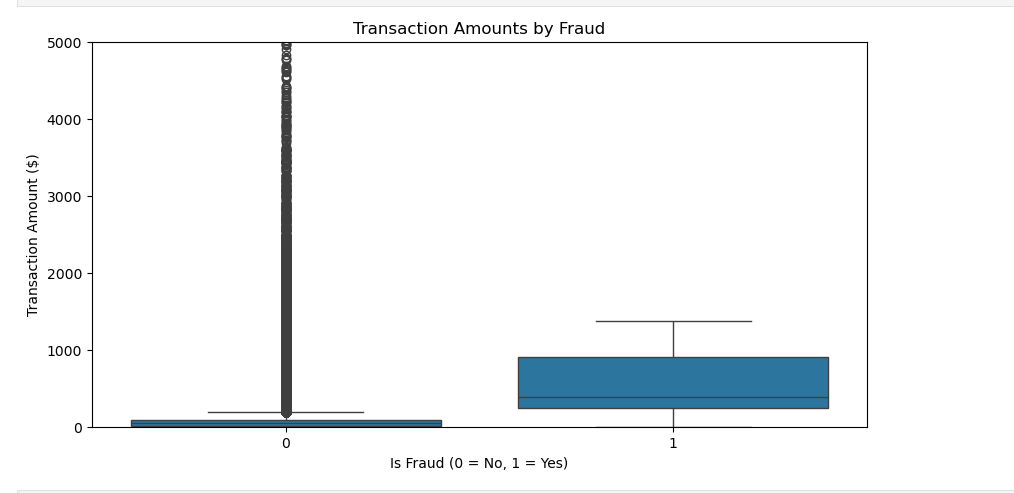 Transaction Amounts by Fraud
Transaction Amount ($)
5000
4000
3000
2000
1000
0
0 1
Is Fraud (0 = No, 1 = Yes)